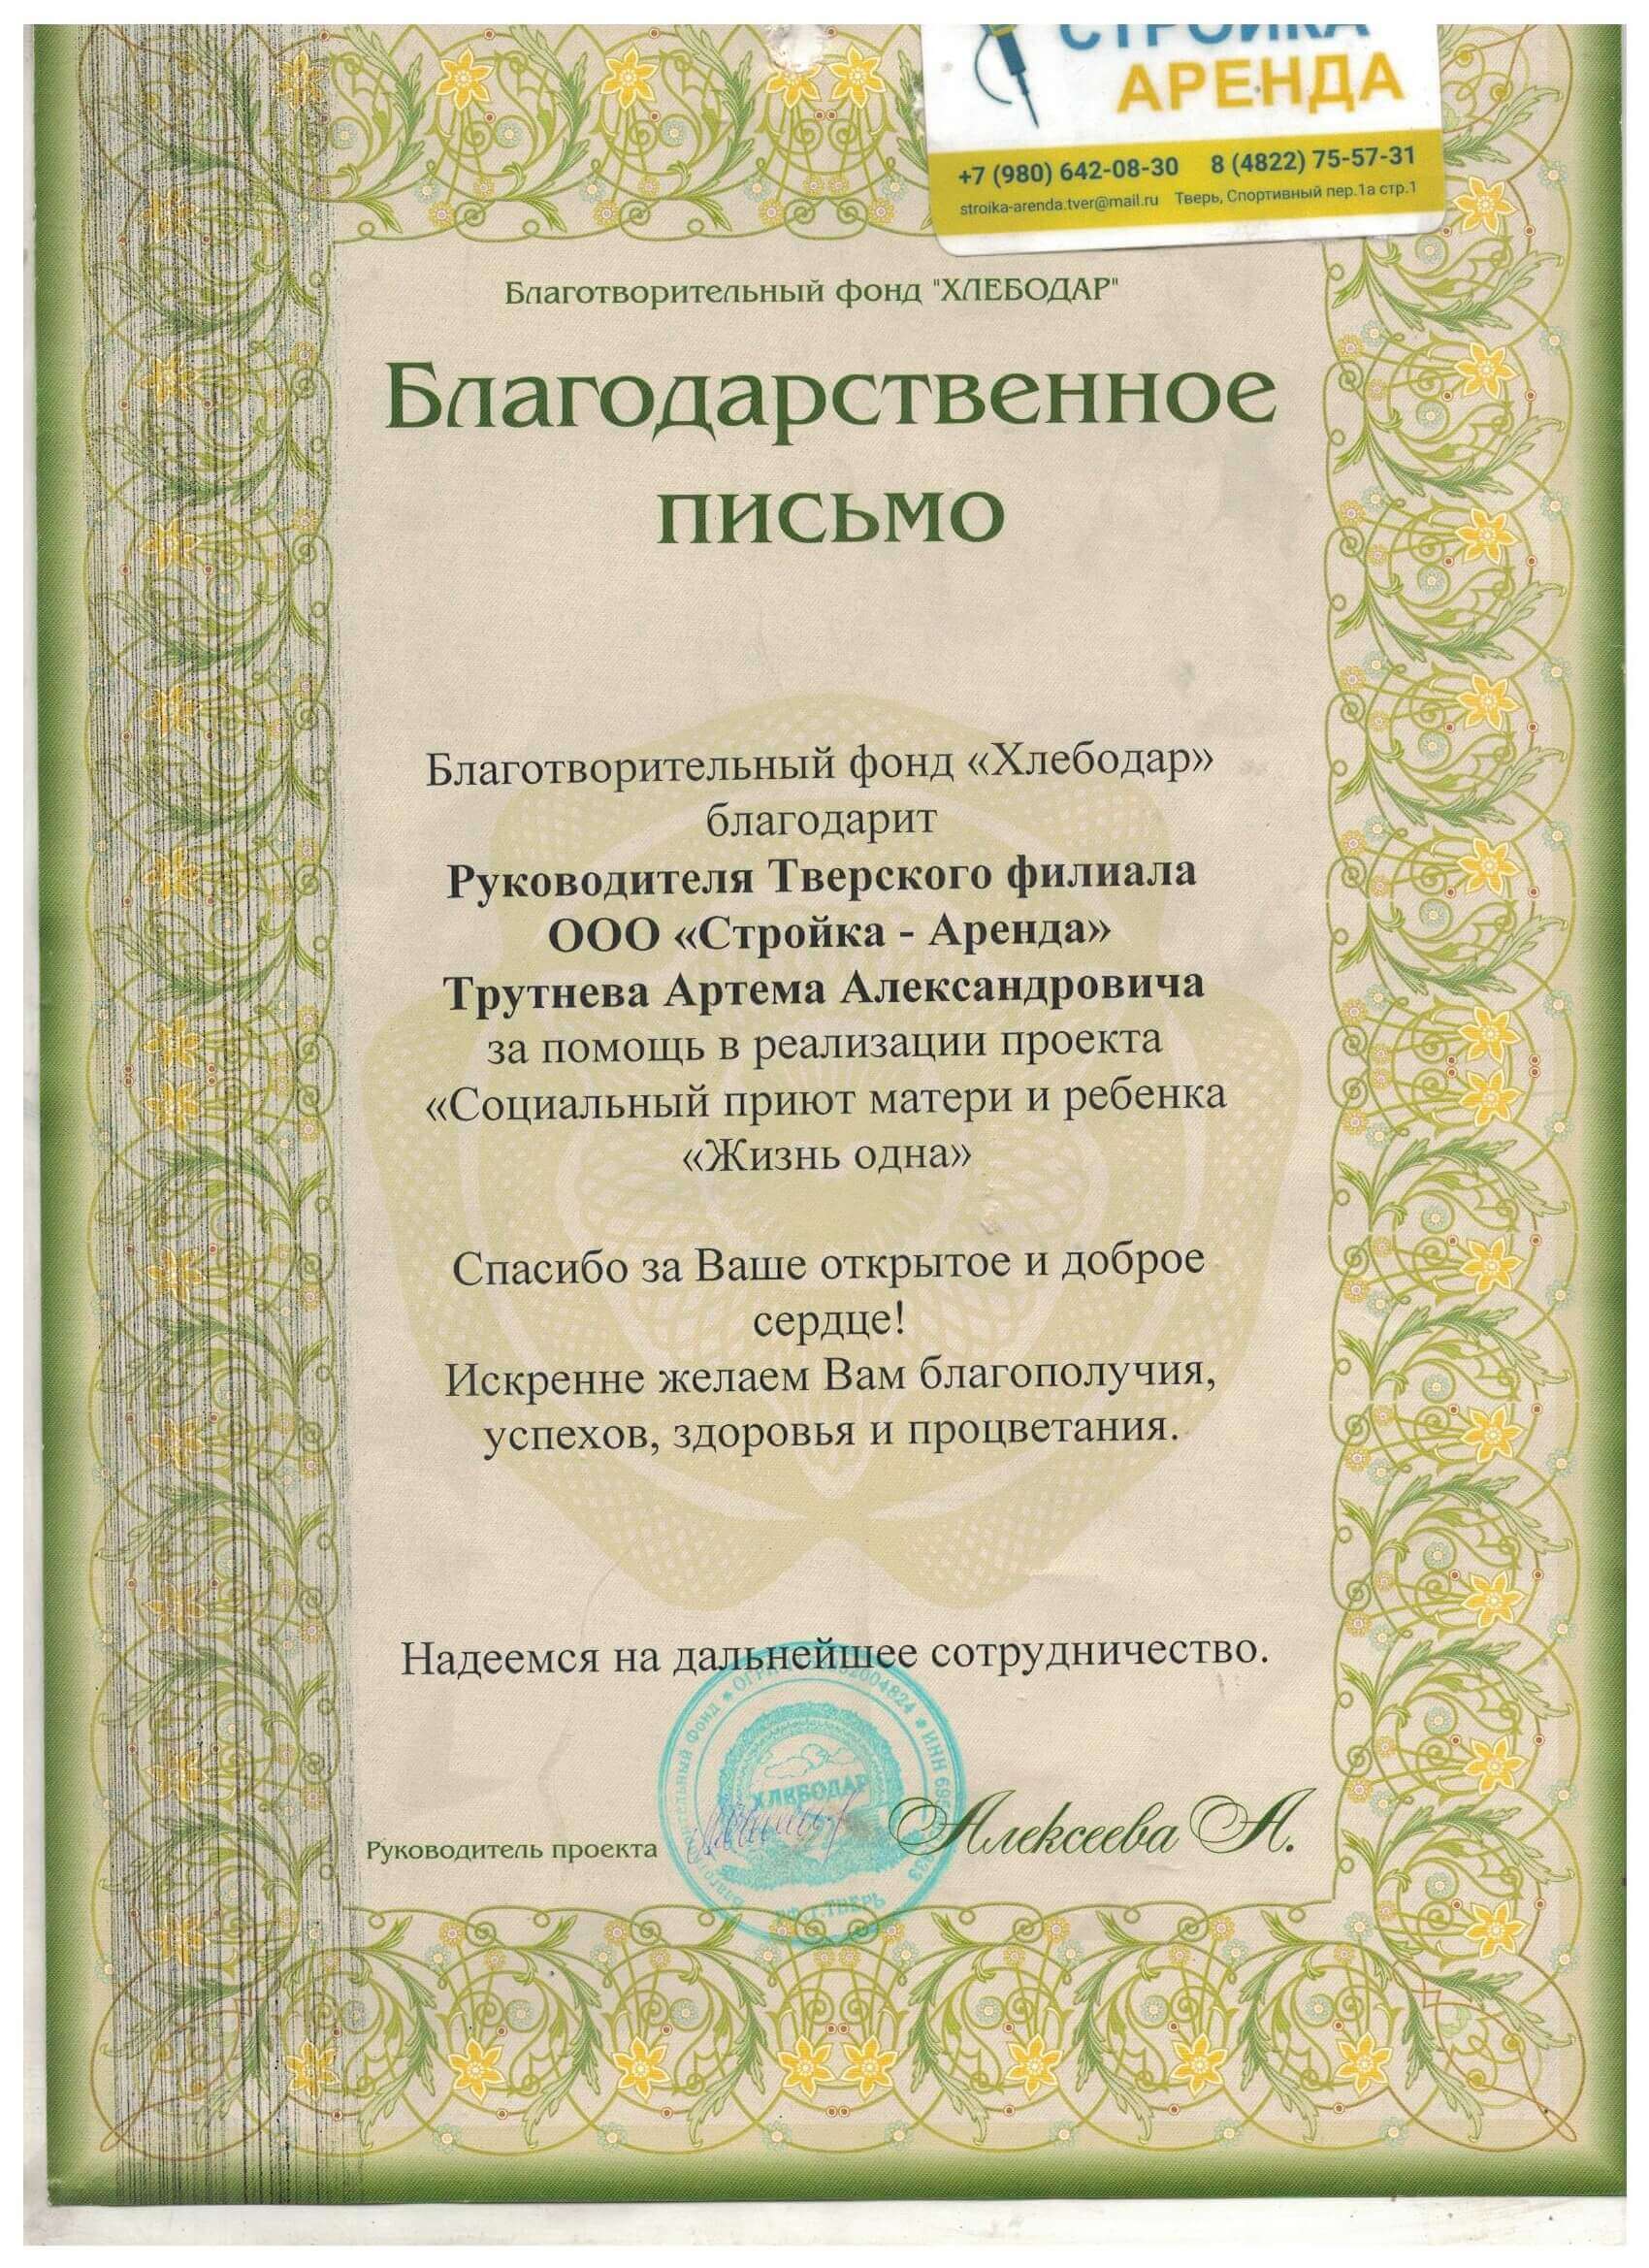 АРЕНДА
+7 (980) 642-08-30 8 (4822) 75-57-31
stroika-arenda.tver@mail.ru Тверь, Спортивный пер.1а стр.1
Благотворительный фонд "ХЛЕБОДАР"
Благодарственное
письмо
Благотворительный фонд «Хлебодар»
благодарит
Руководителя Тверского филиала
ООО «Стройка - Аренда»
Трутнева Артема Александровича
за помощь в реализации проекта
«Социальный приют матери и ребенка
«Жизнь одна»
Спасибо за Ваше открытое и доброе
сердце!
Искренне желаем Вам благополучия,
успехов, здоровья и процветания.
Надеемся на дальнейшее сотрудничество.
ХЛЕБОДАР
Руководитель проекта
Алексеева А.
г. ТВЕРЬ